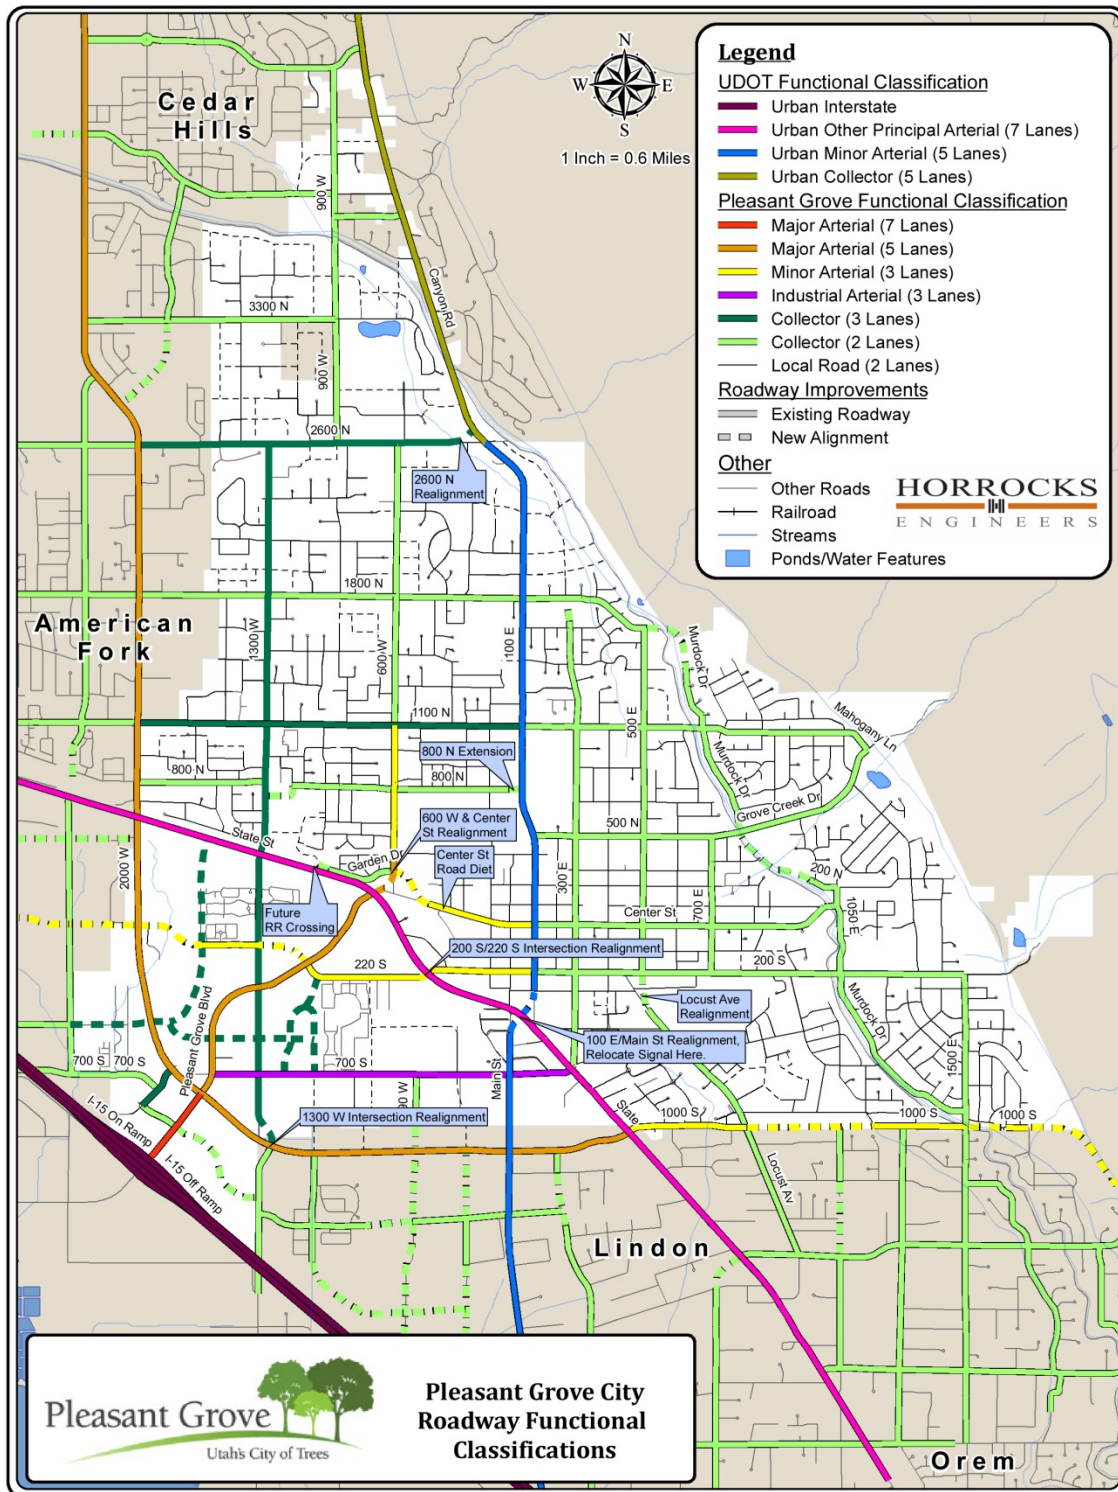 Legend
UDOT Functional Classification
Urban Interstate
Urban Other Principal Arterial (7 Lanes)
Urban Minor Arterial (5 Lanes)
Urban Collector (5 Lanes)
Pleasant Grove Functional Classification
Major Arterial (7 Lanes)
Major Arterial (5 Lanes)
Minor Arterial (3 Lanes)
Industrial Arterial (3 Lanes)
Collector (3 Lanes)
Collector (2 Lanes)
Local Road (2 Lanes)
Roadway Improvements
Existing Roadway
New Alignment
Other
Other Roads
Railroad
Streams
Ponds/Water Features
HORROCKS
ENGINEERS
N
W
E
S
1 Inch = 0.6 Miles
Cedar
Hills
900 W
Canyon Rd
3300 N
900 W
2600 N
2600 N
Realignment
1800 N
American
Fork
1300 W
600 W
100 E
500 E
Murdock Dr
1100 N
Mahogany Ln
800 N Extension
800 N
800 N
Murdock Dr
Grove Creek Dr
600 W & Center
St Realignment
500 N
State St
Garden Dr
Center St
Road Diet
2000 W
300 E
700 E
200 N
Future
RR Crossing
Center St
1050 E
200 S/220 S Intersection Realignment
220 S
200 S
Locust Ave
Realignment
Murdock Dr
Pleasant Grove Blvd
100 E/Main St Realignment,
Relocate Signal Here.
700 S
700 S
700 S
Main St
1500 E
90 W
I-15 On Ramp
1300 W Intersection Realignment
State
1000 S
1000 S
1000 S
I-15 Off Ramp
Locust Av
Lindon
Pleasant Grove
Utah's City of Trees
Pleasant Grove City
Roadway Functional
Classifications
Orem